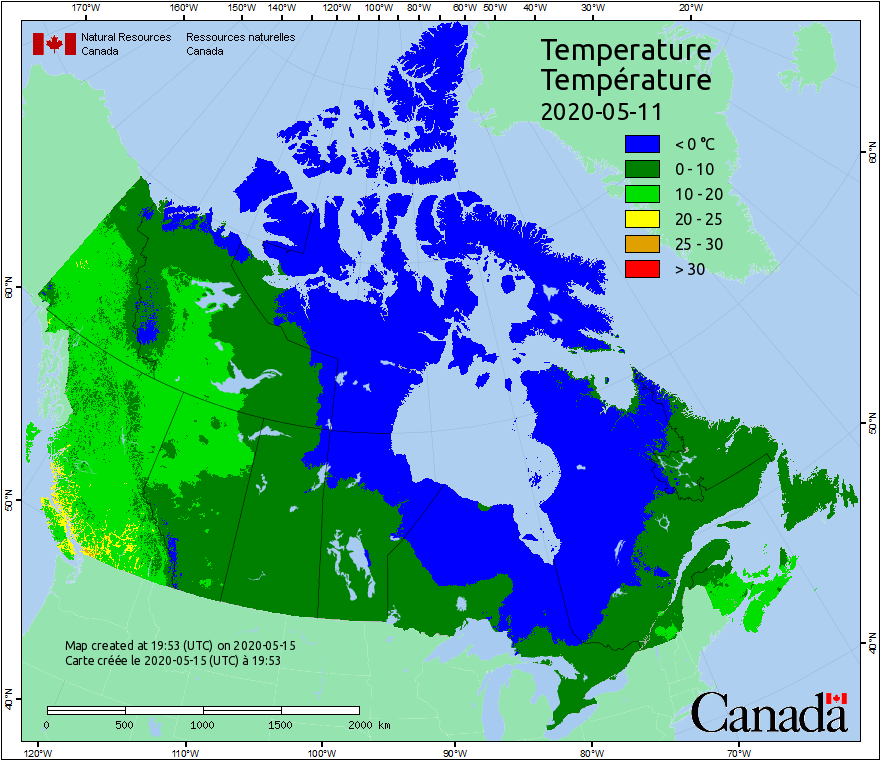 170°W 160°W 150°W 140°W 130°W 120°W 110°W 100°W 90°W 80°W 70°W 60°W 50°W 40°W 30°W 20°W
Natural Resources Canada
Ressources naturelles Canada
Temperature
Température
2020-05-11
< 0 °C
0 - 10
10 - 20
20 - 25
25 - 30
> 30
60°N
50°N
60°N
50°N
40°N
40°N
Map created at 19:53 (UTC) on 2020-05-15
Carte créée le 2020-05-15 (UTC) à 19:53
0 500 1000 1500 2000 km
Canada
120°W 110°W 100°W 90°W 80°W 70°W